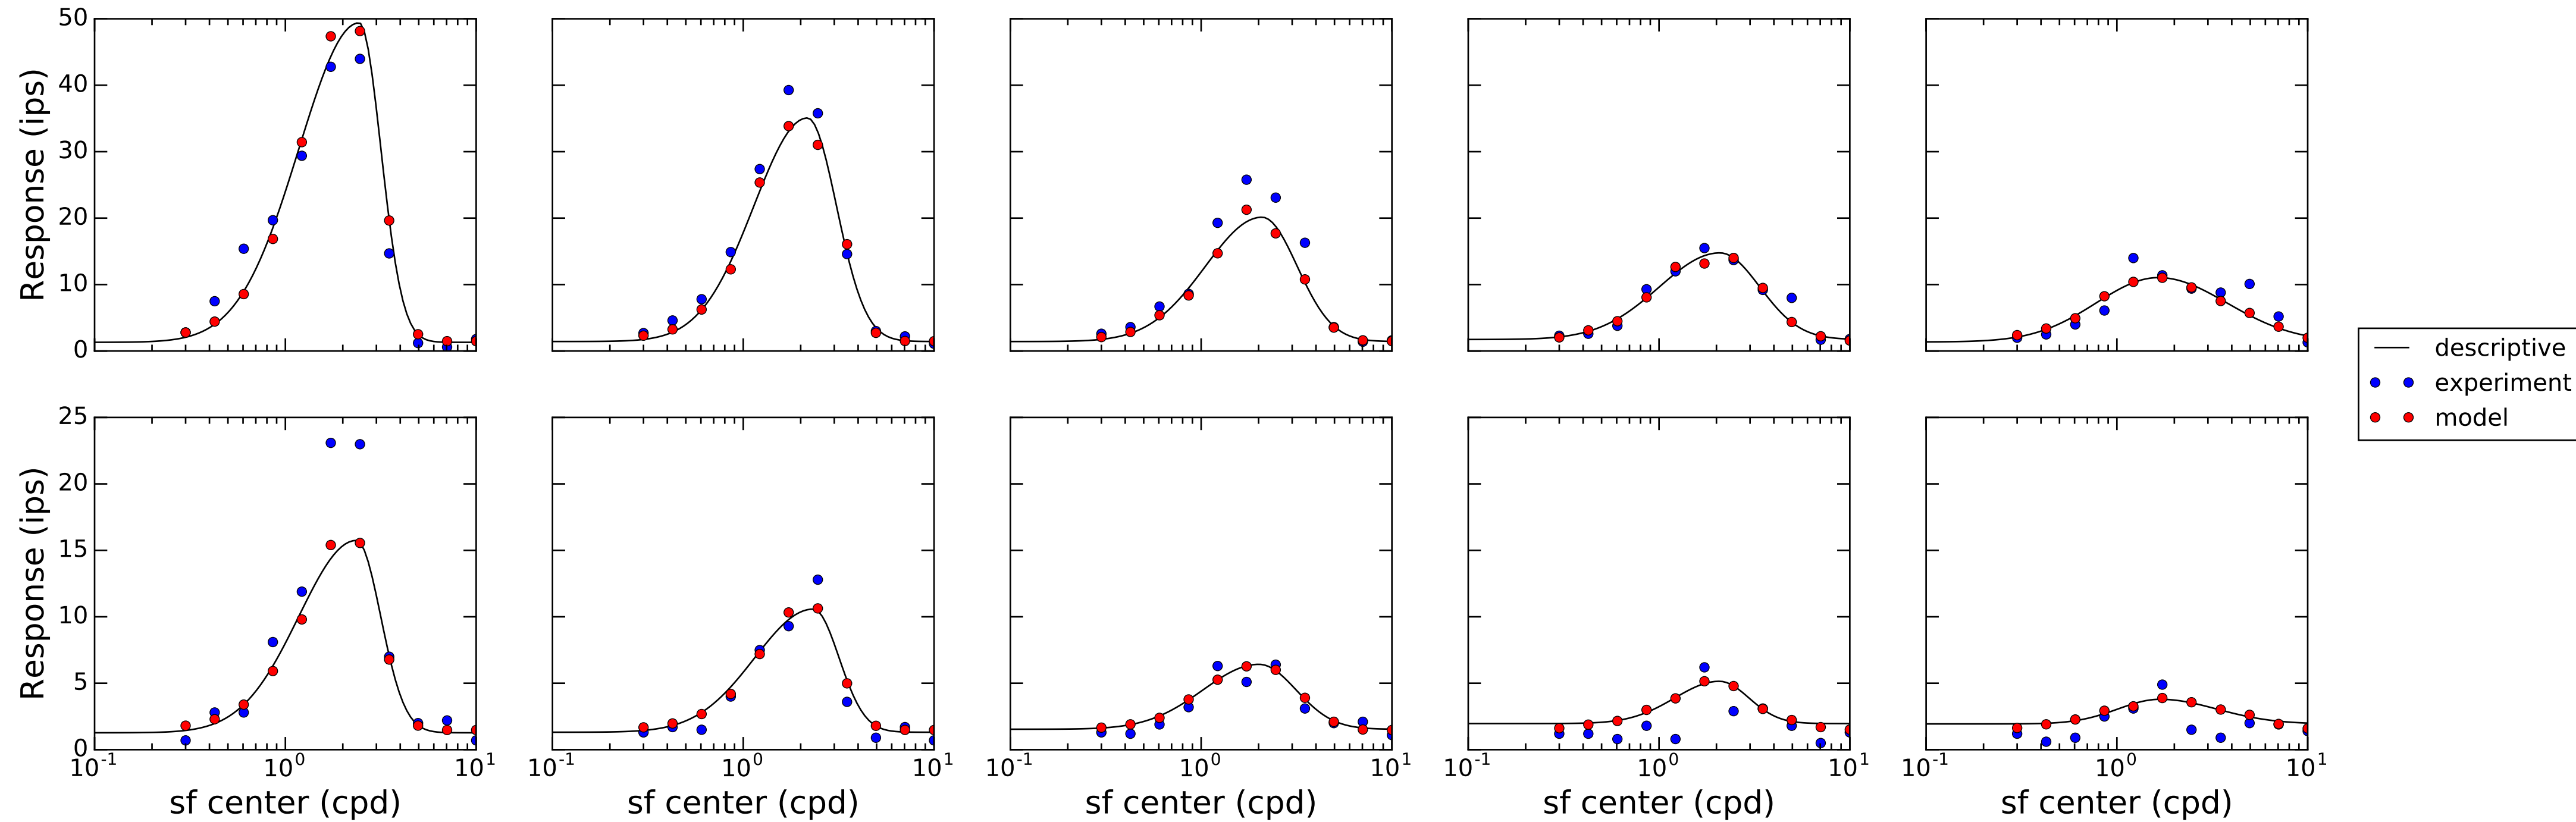 Response (ips)
50
40
30
20
10
0
descriptive
experiment
model
Response (ips)
25
20
15
10
5
0
10-1 100 101
10-1 100 101
10-1 100 101
10-1 100 101
10-1 100 101
sf center (cpd)
sf center (cpd)
sf center (cpd)
sf center (cpd)
sf center (cpd)